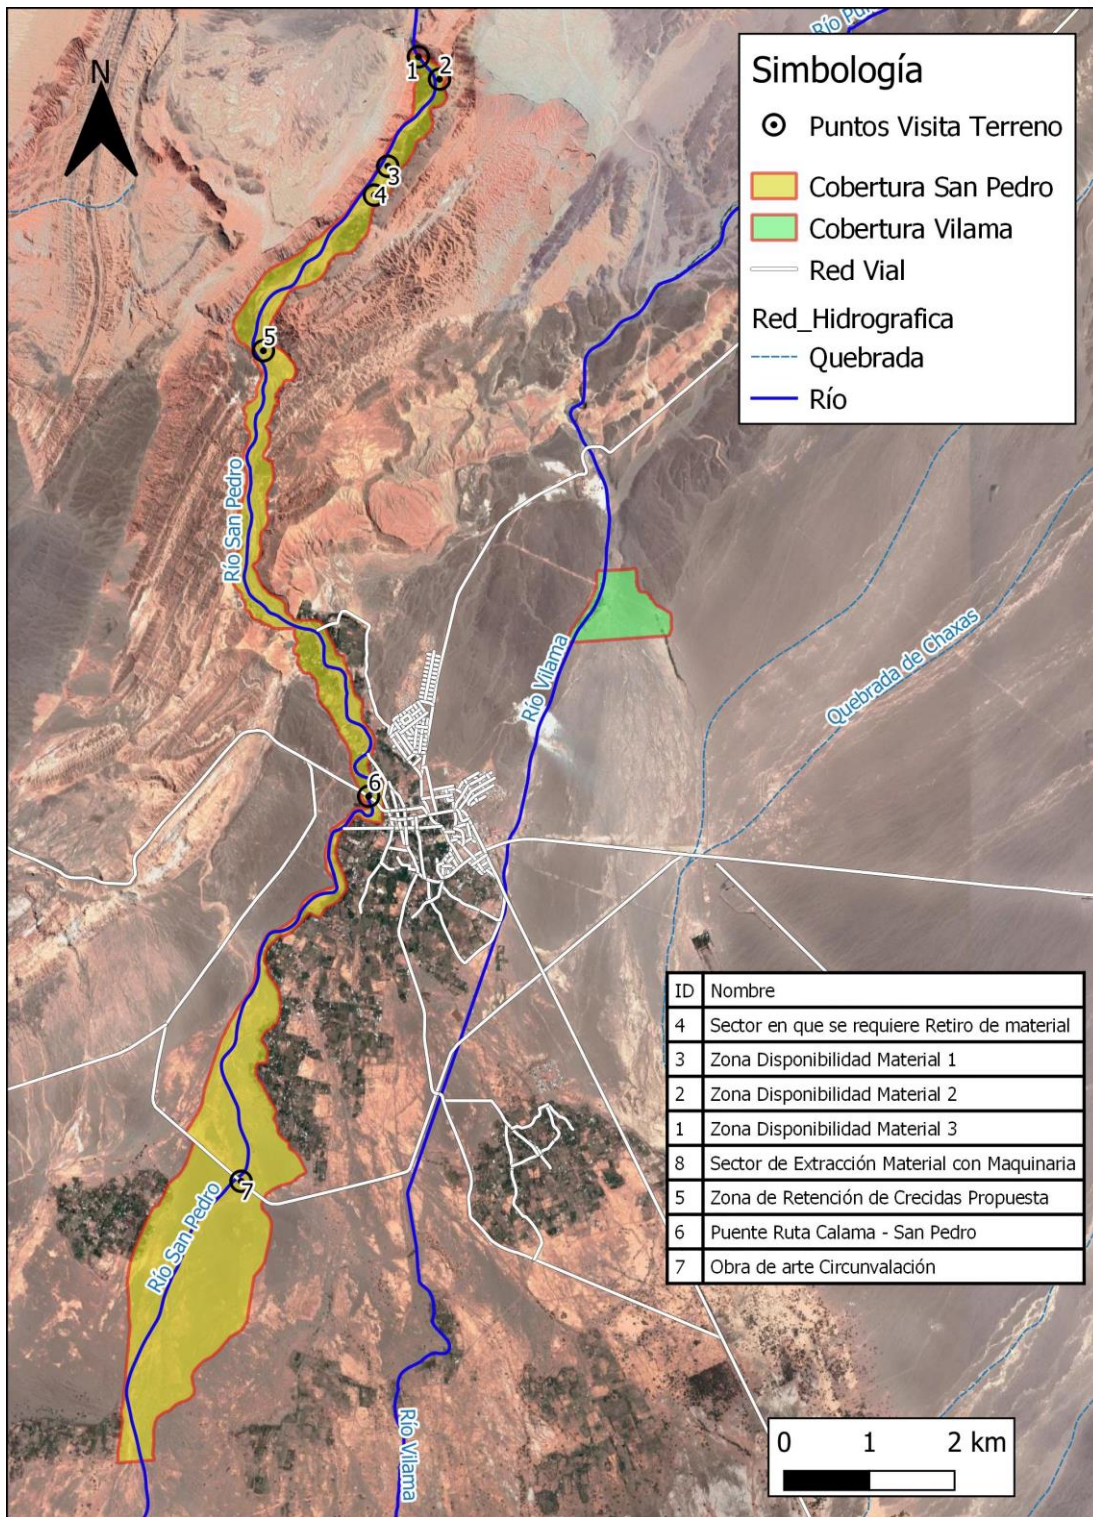 Río Pur
N
1
2
3
4
5
Simbología
Puntos Visita Terreno
Cobertura San Pedro
Cobertura Vilama
Red Vial
Red_Hidrografica
Quebrada
Río
Río San Pedro
Río Vilama
Quebrada de Chaxas
6
ID Nombre
4 Sector en que se requiere Retiro de material
3 Zona Disponibilidad Material 1
2 Zona Disponibilidad Material 2
1 Zona Disponibilidad Material 3
8 Sector de Extracción Material con Maquinaria
5 Zona de Retención de Crecidas Propuesta
6 Puente Ruta Calama - San Pedro
7 Obra de arte Circunvalación
7
Río San Pedro
Río Vilama
0 1 2 km